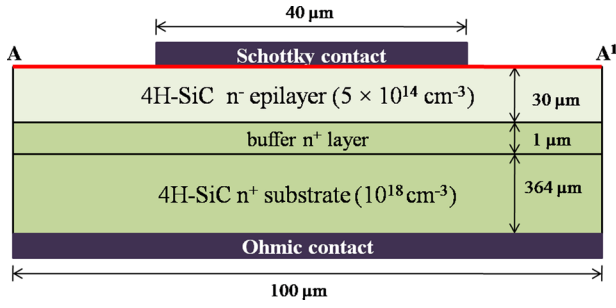 40 µm
A
Schottky contact
A¹
4H-SiC n⁻ epilayer (5 × 10¹⁴ cm⁻³)
30 µm
buffer n⁺ layer
1 µm
4H-SiC n⁺ substrate (10¹⁸ cm⁻³)
364 µm
Ohmic contact
100 µm